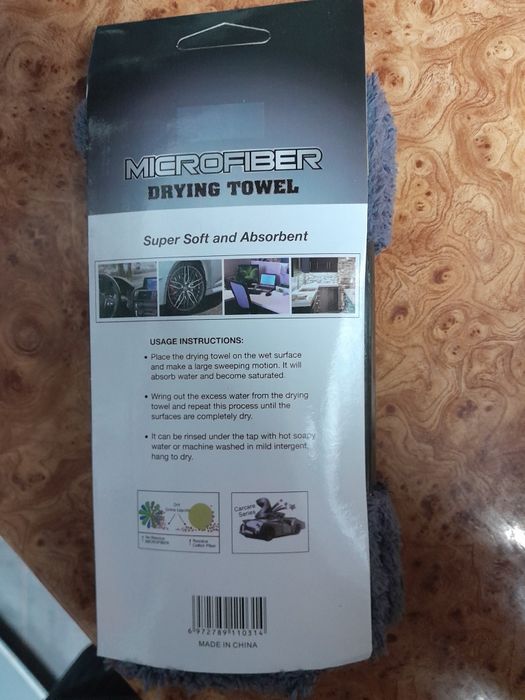 MICROFIBER
DRYING TOWEL
Super Soft and Absorbent
USAGE INSTRUCTIONS:
• Place the drying towel on the wet surface
and make a large sweeping motion. It will
absorb water and become saturated.
• Wring out the excess water from the drying
towel and repeat this process until the
surfaces are completely dry.
• It can be rinsed under the tap with hot soapy
water or machine washed in mild intergent,
hang to dry.
Carcare
Series
6 972789 110314
MADE IN CHINA